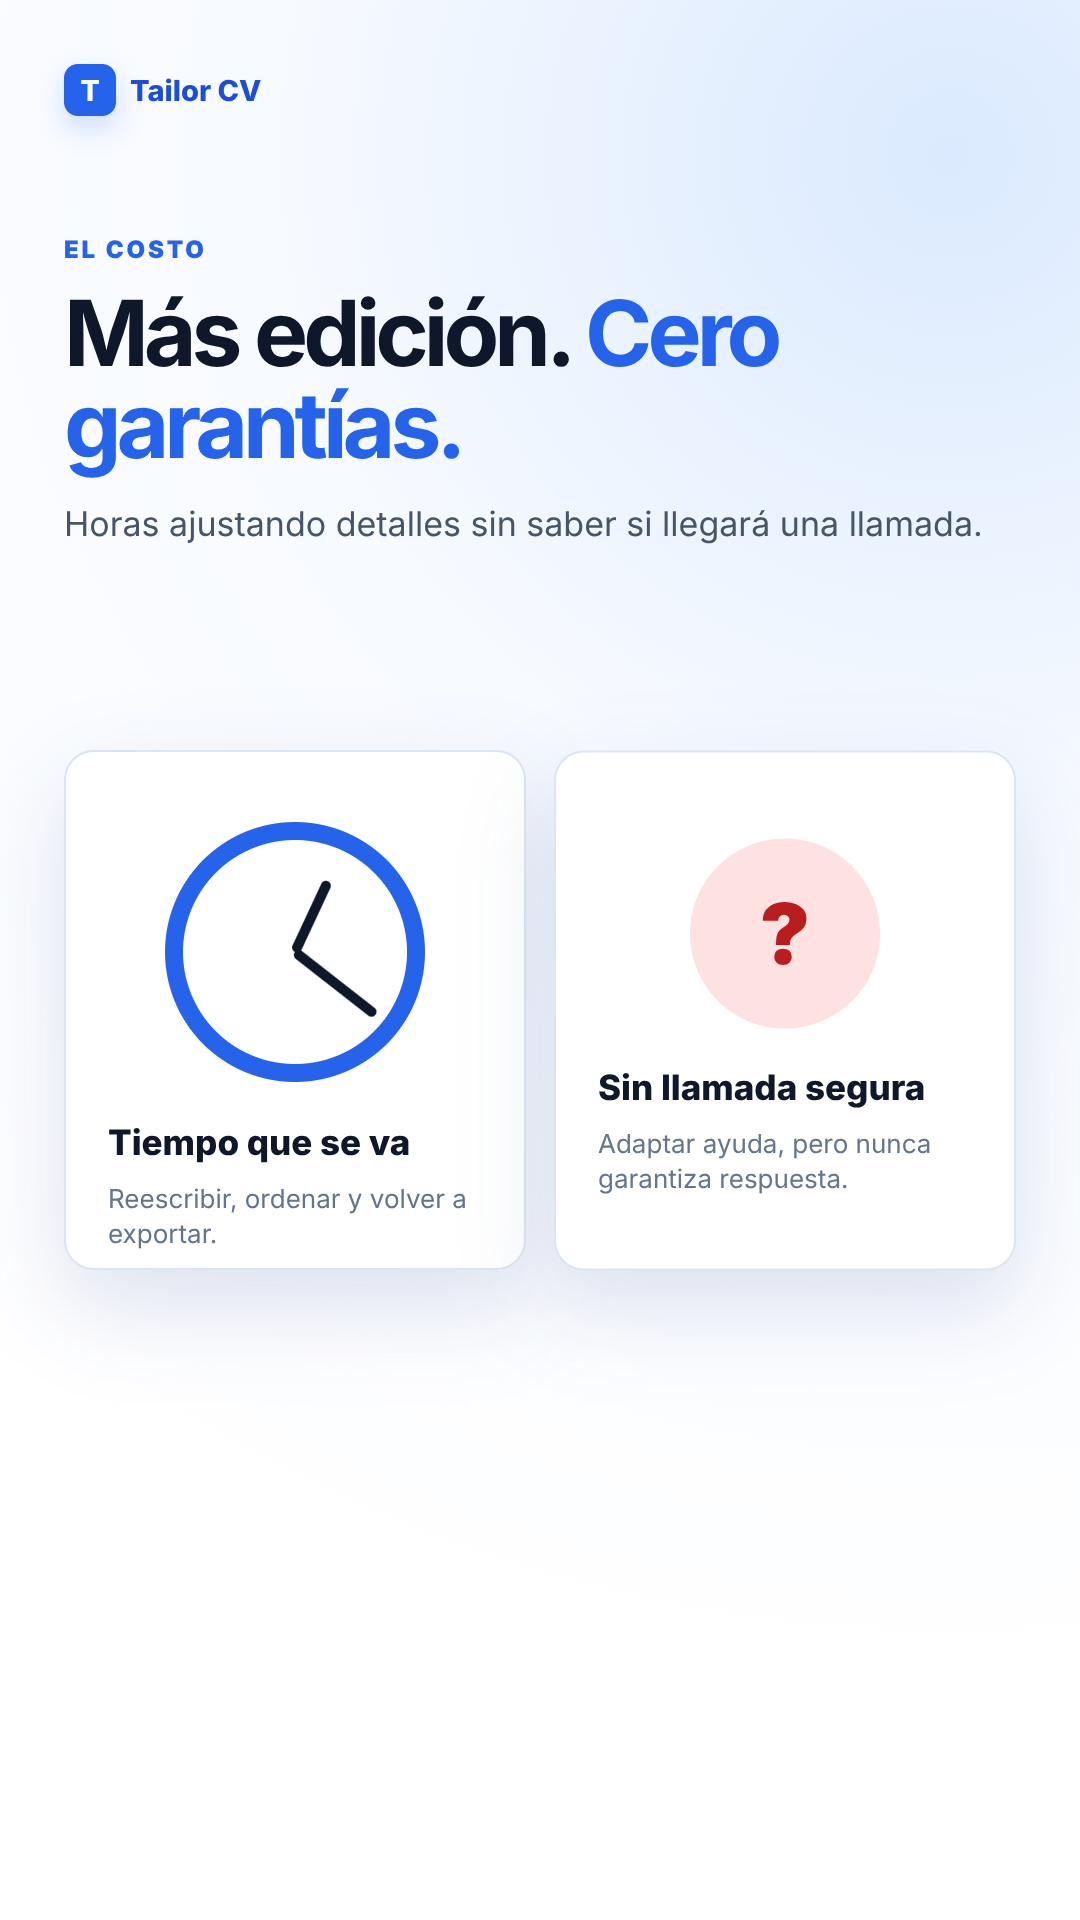 T Tailor CV
EL COSTO
Más edición. Cero
garantías.
Horas ajustando detalles sin saber si llegará una llamada.
Tiempo que se va
Reescribir, ordenar y volver a
exportar.
?
Sin llamada segura
Adaptar ayuda, pero nunca
garantiza respuesta.